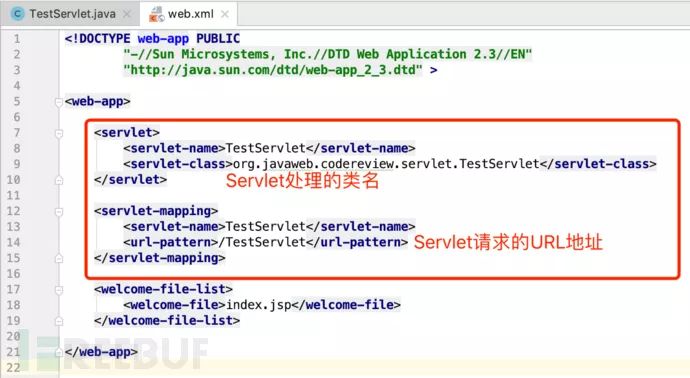 TestServlet.java
web.xml
1 <!DOCTYPE web-app PUBLIC
2 "-//Sun Microsystems, Inc.//DTD Web Application 2.3//EN"
3 "http://java.sun.com/dtd/web-app_2_3.dtd" >
4
5 <web-app>
6
7 <servlet>
8 <servlet-name>TestServlet</servlet-name>
9 <servlet-class>org.javaweb.codereview.servlet.TestServlet</servlet-class>
10 </servlet>
Servlet处理的类名
11
12 <servlet-mapping>
13 <servlet-name>TestServlet</servlet-name>
14 <url-pattern>/TestServlet</url-pattern>
Servlet请求的URL地址
15 </servlet-mapping>
16
17 <welcome-file-list>
18 <welcome-file>index.jsp</welcome-file>
19 </welcome-file-list>
20
21 </web-app>
22
FREEBUF